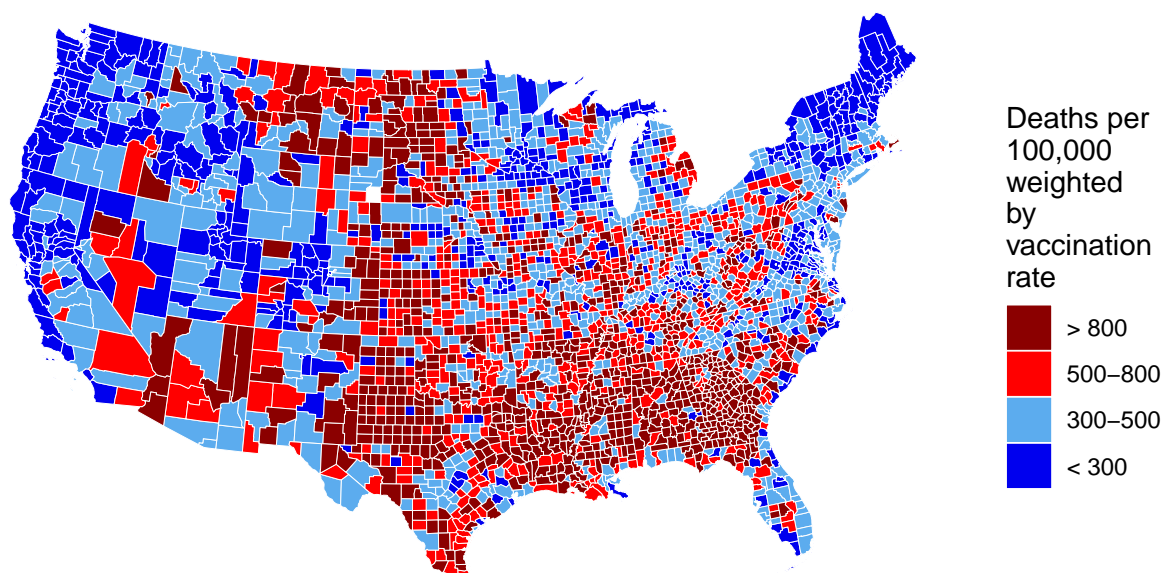 Deaths per
100,000
weighted
by
vaccination
rate
> 800
500−800
300−500
< 300